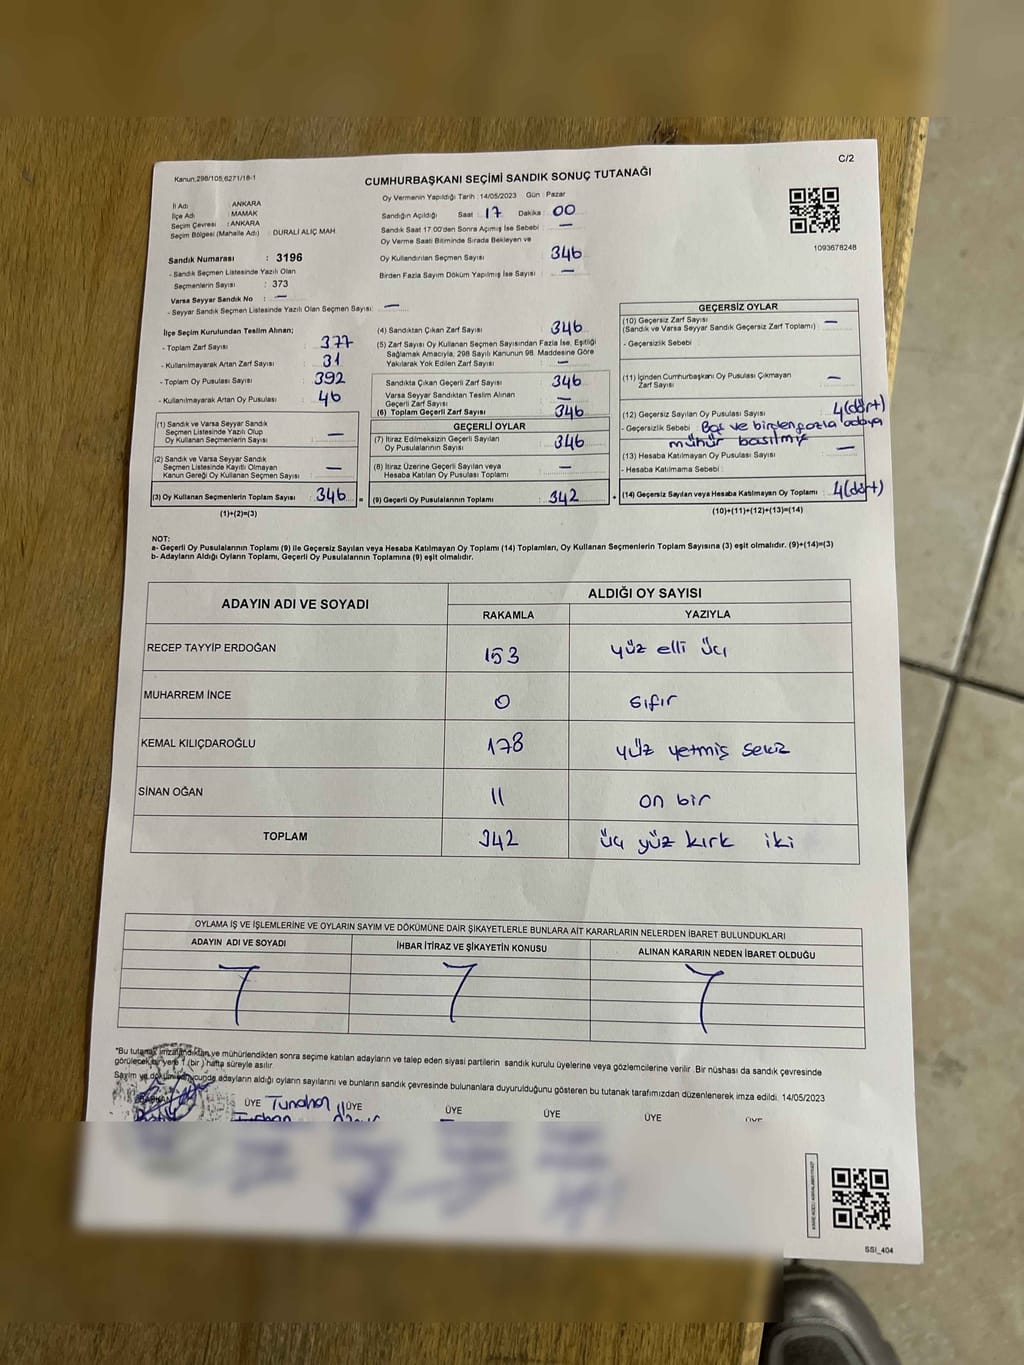 C/2
Kanun:298/105,6271/18-1
CUMHURBAŞKANI SEÇİMİ SANDIK SONUÇ TUTANAĞI
İl Adı : ANKARA
İlçe Adı : MAMAK
Seçim Çevresi : ANKARA
Seçim Bölgesi (Mahalle Adı) : DURALİ ALIÇ MAH
Sandık Numarası : 3196
- Sandık Seçmen Listesinde Yazılı Olan
Seçmenlerin Sayısı : 373
Varsa Seyyar Sandık No : —
- Seyyar Sandık Seçmen Listesinde Yazılı Olan Seçmen Sayısı: —
Oy Vermenin Yapıldığı Tarih : 14/05/2023 Gün : Pazar
Sandığın Açıldığı Saat : 17 Dakika : 00
Sandık Saat 17.00'den Sonra Açımış İse Sebebi : —
Oy Verme Saati Bitiminde Sırada Bekleyen ve
Oy Kullandırılan Seçmen Sayısı : 346
Birden Fazla Sayım Döküm Yapılmış İse Sayısı : —
1093678248
İlçe Seçim Kurulundan Teslim Alınan;
- Toplam Zarf Sayısı : 377
- Kullanılmayarak Artan Zarf Sayısı : 31
- Toplam Oy Pusulası Sayısı : 392
- Kullanılmayarak Artan Oy Pusulası : 46
(1) Sandık ve Varsa Seyyar Sandık
Seçmen Listesinde Yazılı Olup
Oy Kullanan Seçmenlerin Sayısı : —
(2) Sandık ve Varsa Seyyar Sandık
Seçmen Listesinde Kayıtlı Olmayan
Kanun Gereği Oy Kullanan Seçmen Sayısı : —
(3) Oy Kullanan Seçmenlerin Toplam Sayısı : 346 =
(1)+(2)=(3)
(4) Sandıktan Çıkan Zarf Sayısı : 346
(5) Zarf Sayısı Oy Kullanan Seçmen Sayısından Fazla İse, Eşitliği
Sağlamak Amacıyla, 298 Sayılı Kanunun 98. Maddesine Göre
Yakılarak Yok Edilen Zarf Sayısı : —
Sandıkta Çıkan Geçerli Zarf Sayısı : 346
Varsa Seyyar Sandıktan Teslim Alınan
Geçerli Zarf Sayısı : —
(6) Toplam Geçerli Zarf Sayısı : 346
GEÇERLİ OYLAR
(7) İtiraz Edilmeksizin Geçerli Sayılan
Oy Pusulalarının Toplamı : 346
(8) İtiraz Üzerine Geçerli Sayılan veya
Hesaba Katılan Oy Pusulası Toplamı : —
(9) Geçerli Oy Pusulalarının Toplamı : 342 +
GEÇERSİZ OYLAR
(10) Geçersiz Zarf Sayısı : —
(Sandık ve Varsa Seyyar Sandık Geçersiz Zarf Toplamı)
- Geçersizlik Sebebi :
(11) İçinden Cumhurbaşkanı Oy Pusulası Çıkmayan
Zarf Sayısı : —
(12) Geçersiz Sayılan Oy Pusulası Sayısı : 4(dört)
- Geçersizlik Sebebi : Boş ve birden fazla adaya
mühür basılmış
(13) Hesaba Katılmayan Oy Pusulası Sayısı : —
- Hesaba Katılmama Sebebi :
(14) Geçersiz Sayılan veya Hesaba Katılmayan Oy Toplamı : 4(dört)
(10)+(11)+(12)+(13)=(14)
NOT:
a- Geçerli Oy Pusulalarının Toplamı (9) ile Geçersiz Sayılan veya Hesaba Katılmayan Oy Toplamı (14) Toplamları, Oy Kullanan Seçmenlerin Toplam Sayısına (3) eşit olmalıdır. (9)+(14)=(3)
b- Adayların Aldığı Oyların Toplamı, Geçerli Oy Pusulalarının Toplamına (9) eşit olmalıdır.
ADAYIN ADI VE SOYADI ALDIĞI OY SAYISI
RAKAMLA YAZIYLA
RECEP TAYYİP ERDOĞAN 153 yüz elli üç
MUHARREM İNCE 0 sıfır
KEMAL KILIÇDAROĞLU 178 yüz yetmiş sekiz
SİNAN OĞAN 11 on bir
TOPLAM 342 üç yüz kırk iki
OYLAMA İŞ VE İŞLEMLERİNE VE OYLARIN SAYIM VE DÖKÜMÜNE DAİR ŞİKAYETLERLE BUNLARA AİT KARARLARIN NELERDEN İBARET BULUNDUKLARI
ADAYIN ADI VE SOYADI İHBAR İTİRAZ VE ŞİKAYETİN KONUSU ALINAN KARARIN NEDEN İBARET OLDUĞU
"Bu tutanak imzalandıktan ve mühürlendikten sonra seçime katılan adayların ve talep eden siyasi partilerin sandık kurulu üyelerine veya gözlemcilerine verilir .Bir nüshası da sandık çevresinde
görülecek bir yere 1 (bir ) hafta süreyle asılır.
Sayım ve döküm sonucunda adayların aldığı oyların sayılarını ve bunların sandık çevresinde bulunanlara duyurulduğunu gösteren bu tutanak tarafımızdan düzenlenerek imza edildi. 14/05/2023
BAŞKAN ÜYE Tunahan ÜYE ÜYE ÜYE ÜYE ÜYE
SSI_404